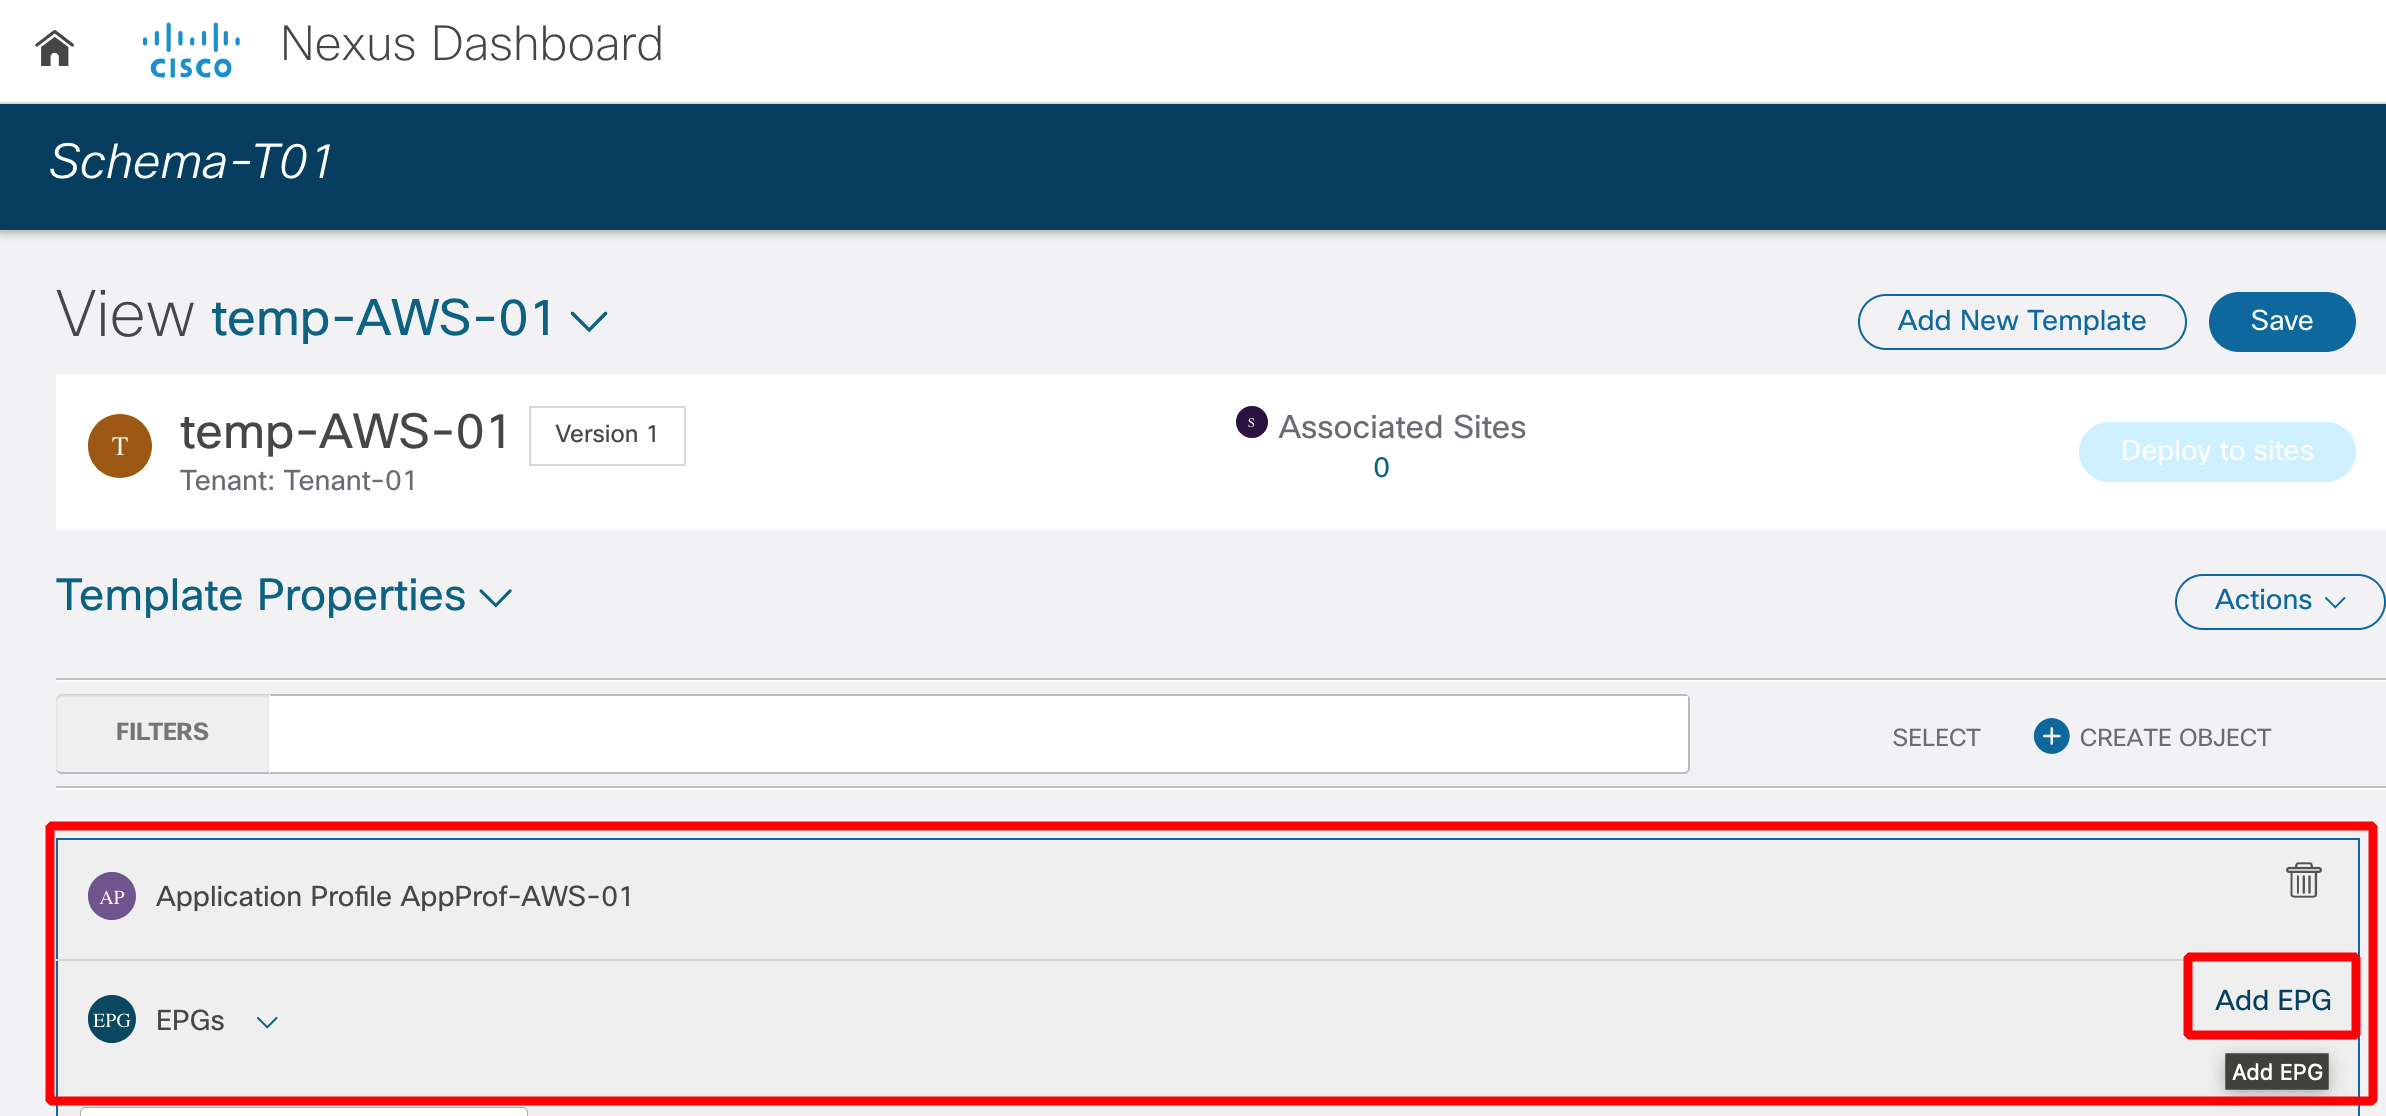 cisco
Nexus Dashboard
Schema-T01
View temp-AWS-01
Add New Template
Save
T
temp-AWS-01
Version 1
Tenant: Tenant-01
S
Associated Sites
0
Deploy to sites
Template Properties
Actions
FILTERS
SELECT
CREATE OBJECT
AP
Application Profile AppProf-AWS-01
EPG
EPGs
Add EPG
Add EPG